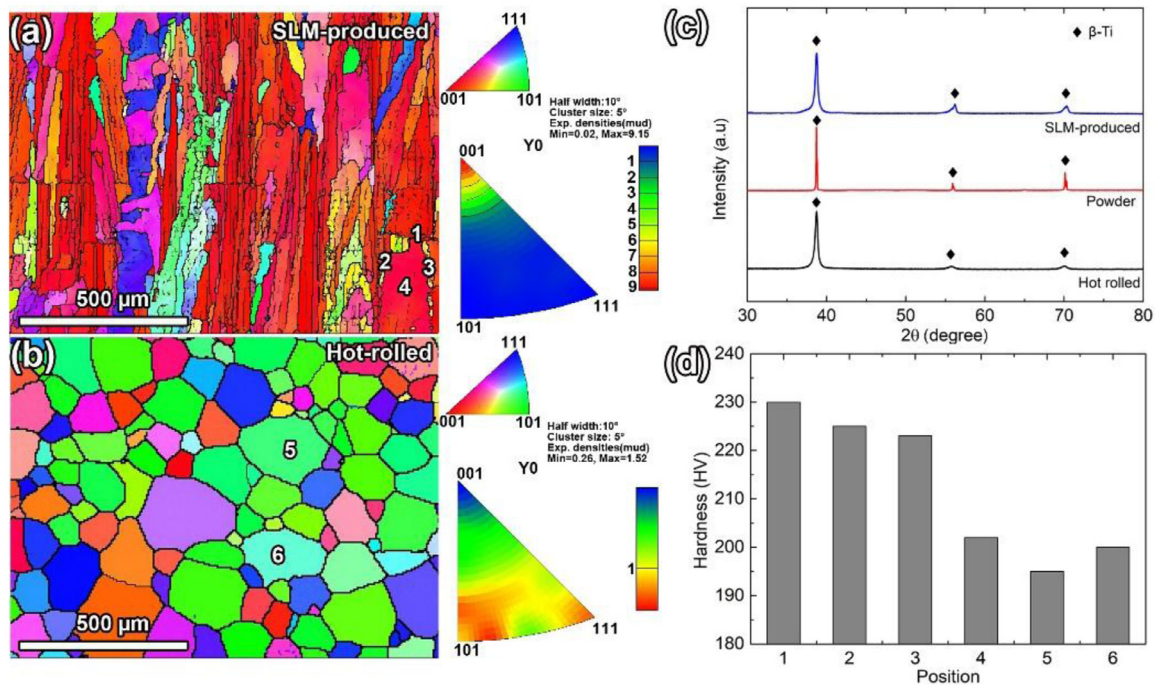 (a)
SLM-produced
1
2
3
4
500 µm
111
001
101
Half width:10°
Cluster size: 5°
Exp. densities(mud)
Min=0.02, Max=9.15
Y0
001
111
101
1
2
3
4
5
6
7
8
9
(b)
Hot-rolled
5
6
500 µm
111
001
101
Half width:10°
Cluster size: 5°
Exp. densities(mud)
Min=0.26, Max=1.52
Y0
001
111
101
1
(c)
β-Ti
SLM-produced
Powder
Hot rolled
Intensity (a.u)
30 40 50 60 70 80
2θ (degree)
(d)
Hardness (HV)
240
230
220
210
200
190
180
1 2 3 4 5 6
Position